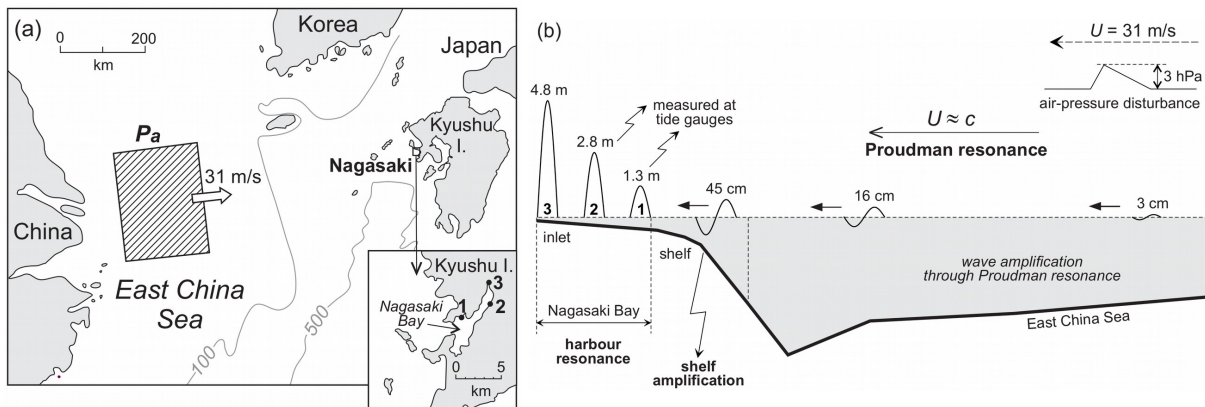 (a)
0 200
km
Korea
Japan
Pa
31 m/s
Nagasaki
Kyushu
I.
China
East China
Sea
100
500
Kyushu I.
Nagasaki
Bay
1
2
3
0 5
km
(b)
U = 31 m/s
3 hPa
air-pressure disturbance
4.8 m
2.8 m
1.3 m
measured at
tide gauges
U ≈ c
Proudman resonance
45 cm
16 cm
3 cm
3 2 1
inlet
shelf
wave amplification
through Proudman resonance
East China Sea
Nagasaki Bay
harbour
resonance
shelf
amplification